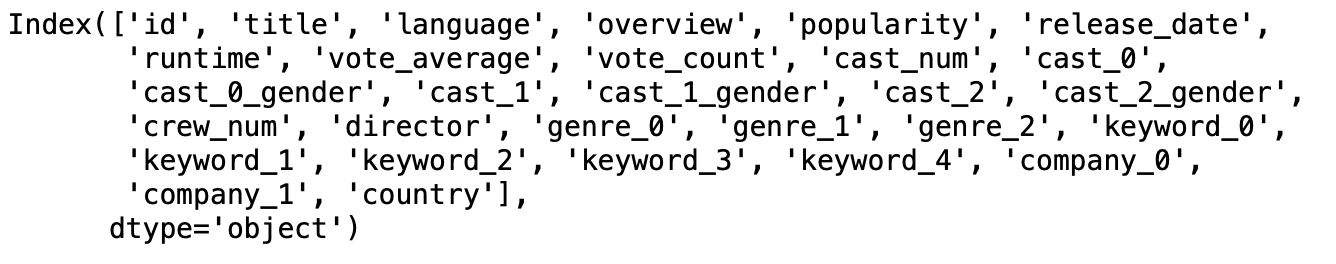 Index(['id', 'title', 'language', 'overview', 'popularity', 'release_date',
'runtime', 'vote_average', 'vote_count', 'cast_num', 'cast_0',
'cast_0_gender', 'cast_1', 'cast_1_gender', 'cast_2', 'cast_2_gender',
'crew_num', 'director', 'genre_0', 'genre_1', 'genre_2', 'keyword_0',
'keyword_1', 'keyword_2', 'keyword_3', 'keyword_4', 'company_0',
'company_1', 'country'],
dtype='object')